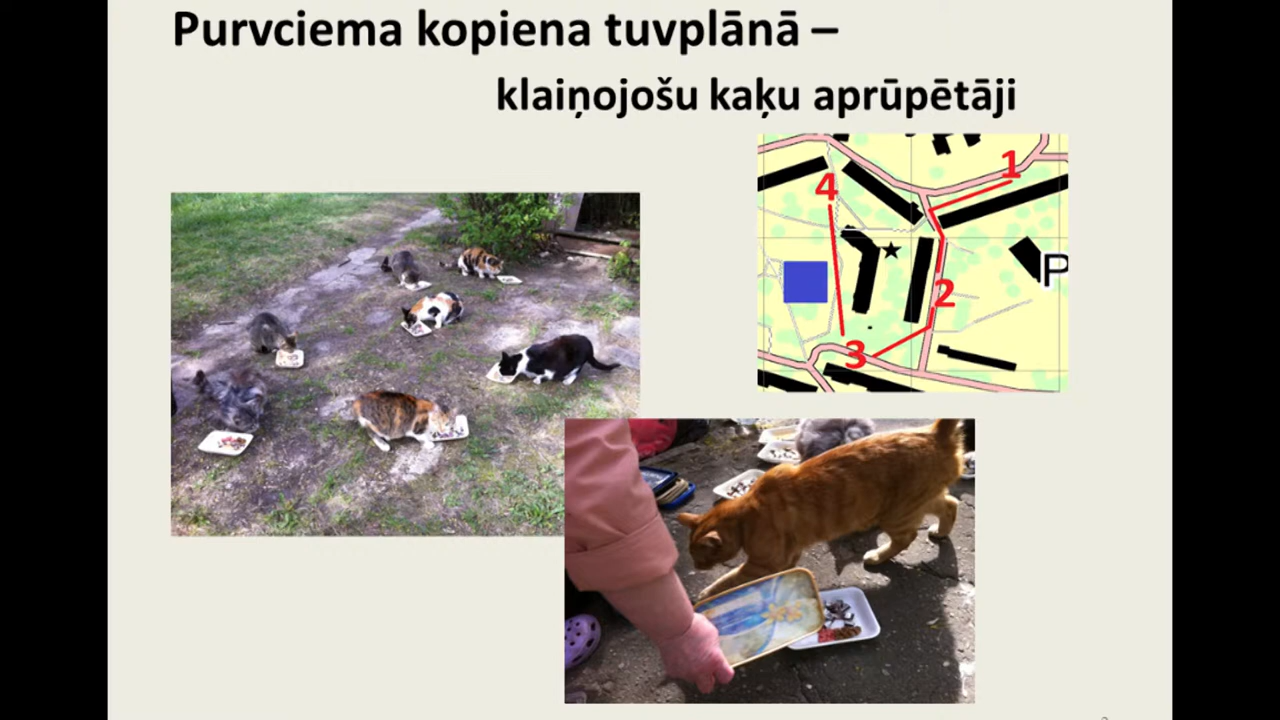 Purvciema kopiena tuvplānā –
klaiņojošu kaķu aprūpētāji
1
4
P
2
3